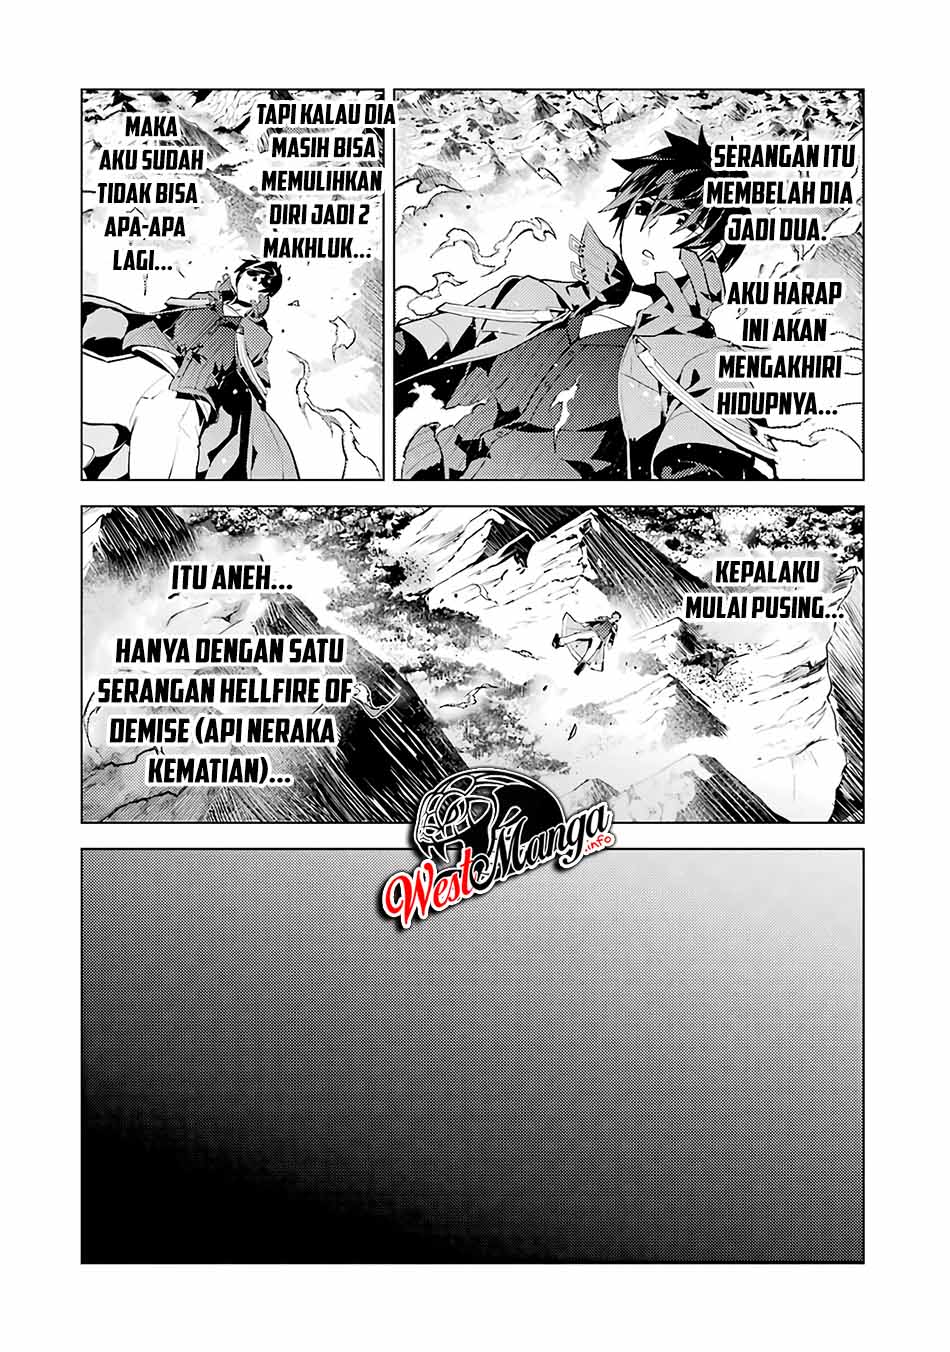 SERANGAN ITU
MEMBELAH DIA
JADI DUA.
AKU HARAP
INI AKAN
MENGAKHIRI
HIDUPNYA...
TAPI KALAU DIA
MASIH BISA
MEMULIHKAN
DIRI JADI 2
MAKHLUK...
MAKA
AKU SUDAH
TIDAK BISA
APA-APA
LAGI...
KEPALAKU
MULAI PUSING...
ITU ANEH...
HANYA DENGAN SATU
SERANGAN HELLFIRE OF
DEMISE (API NERAKA
KEMATIAN)...
WestManga
.info